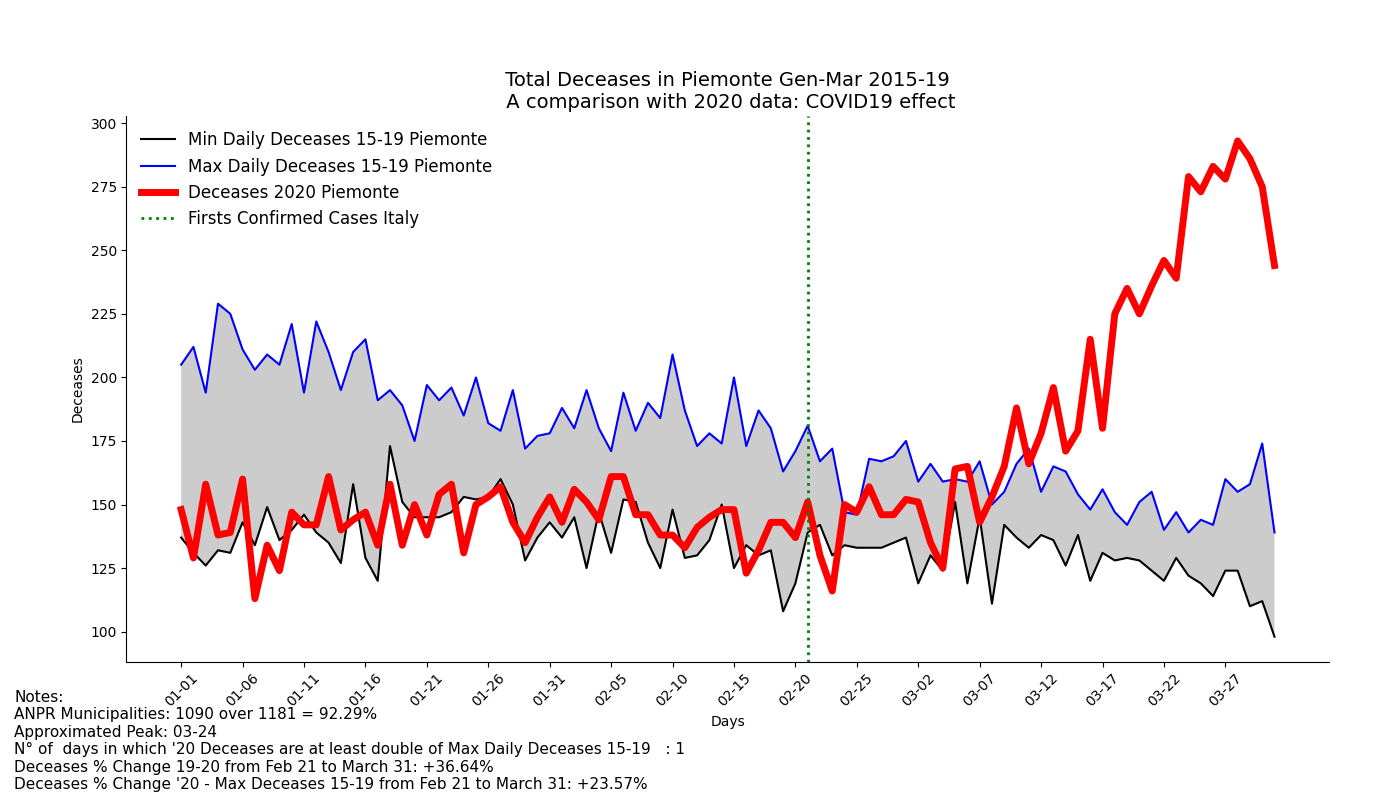 Total Deceases in Piemonte Gen-Mar 2015-19
A comparison with 2020 data: COVID19 effect
Min Daily Deceases 15-19 Piemonte
Max Daily Deceases 15-19 Piemonte
Deceases 2020 Piemonte
Firsts Confirmed Cases Italy
Deceases
300
275
250
225
200
175
150
125
100
01-01
01-06
01-11
01-16
01-21
01-26
01-31
02-05
02-10
02-15
02-20
02-25
03-02
03-07
03-12
03-17
03-22
03-27
Days
Notes:
ANPR Municipalities: 1090 over 1181 = 92.29%
Approximated Peak: 03-24
N° of  days in which '20 Deceases are at least double of Max Daily Deceases 15-19   : 1
Deceases % Change 19-20 from Feb 21 to March 31: +36.64%
Deceases % Change '20 - Max Deceases 15-19 from Feb 21 to March 31: +23.57%